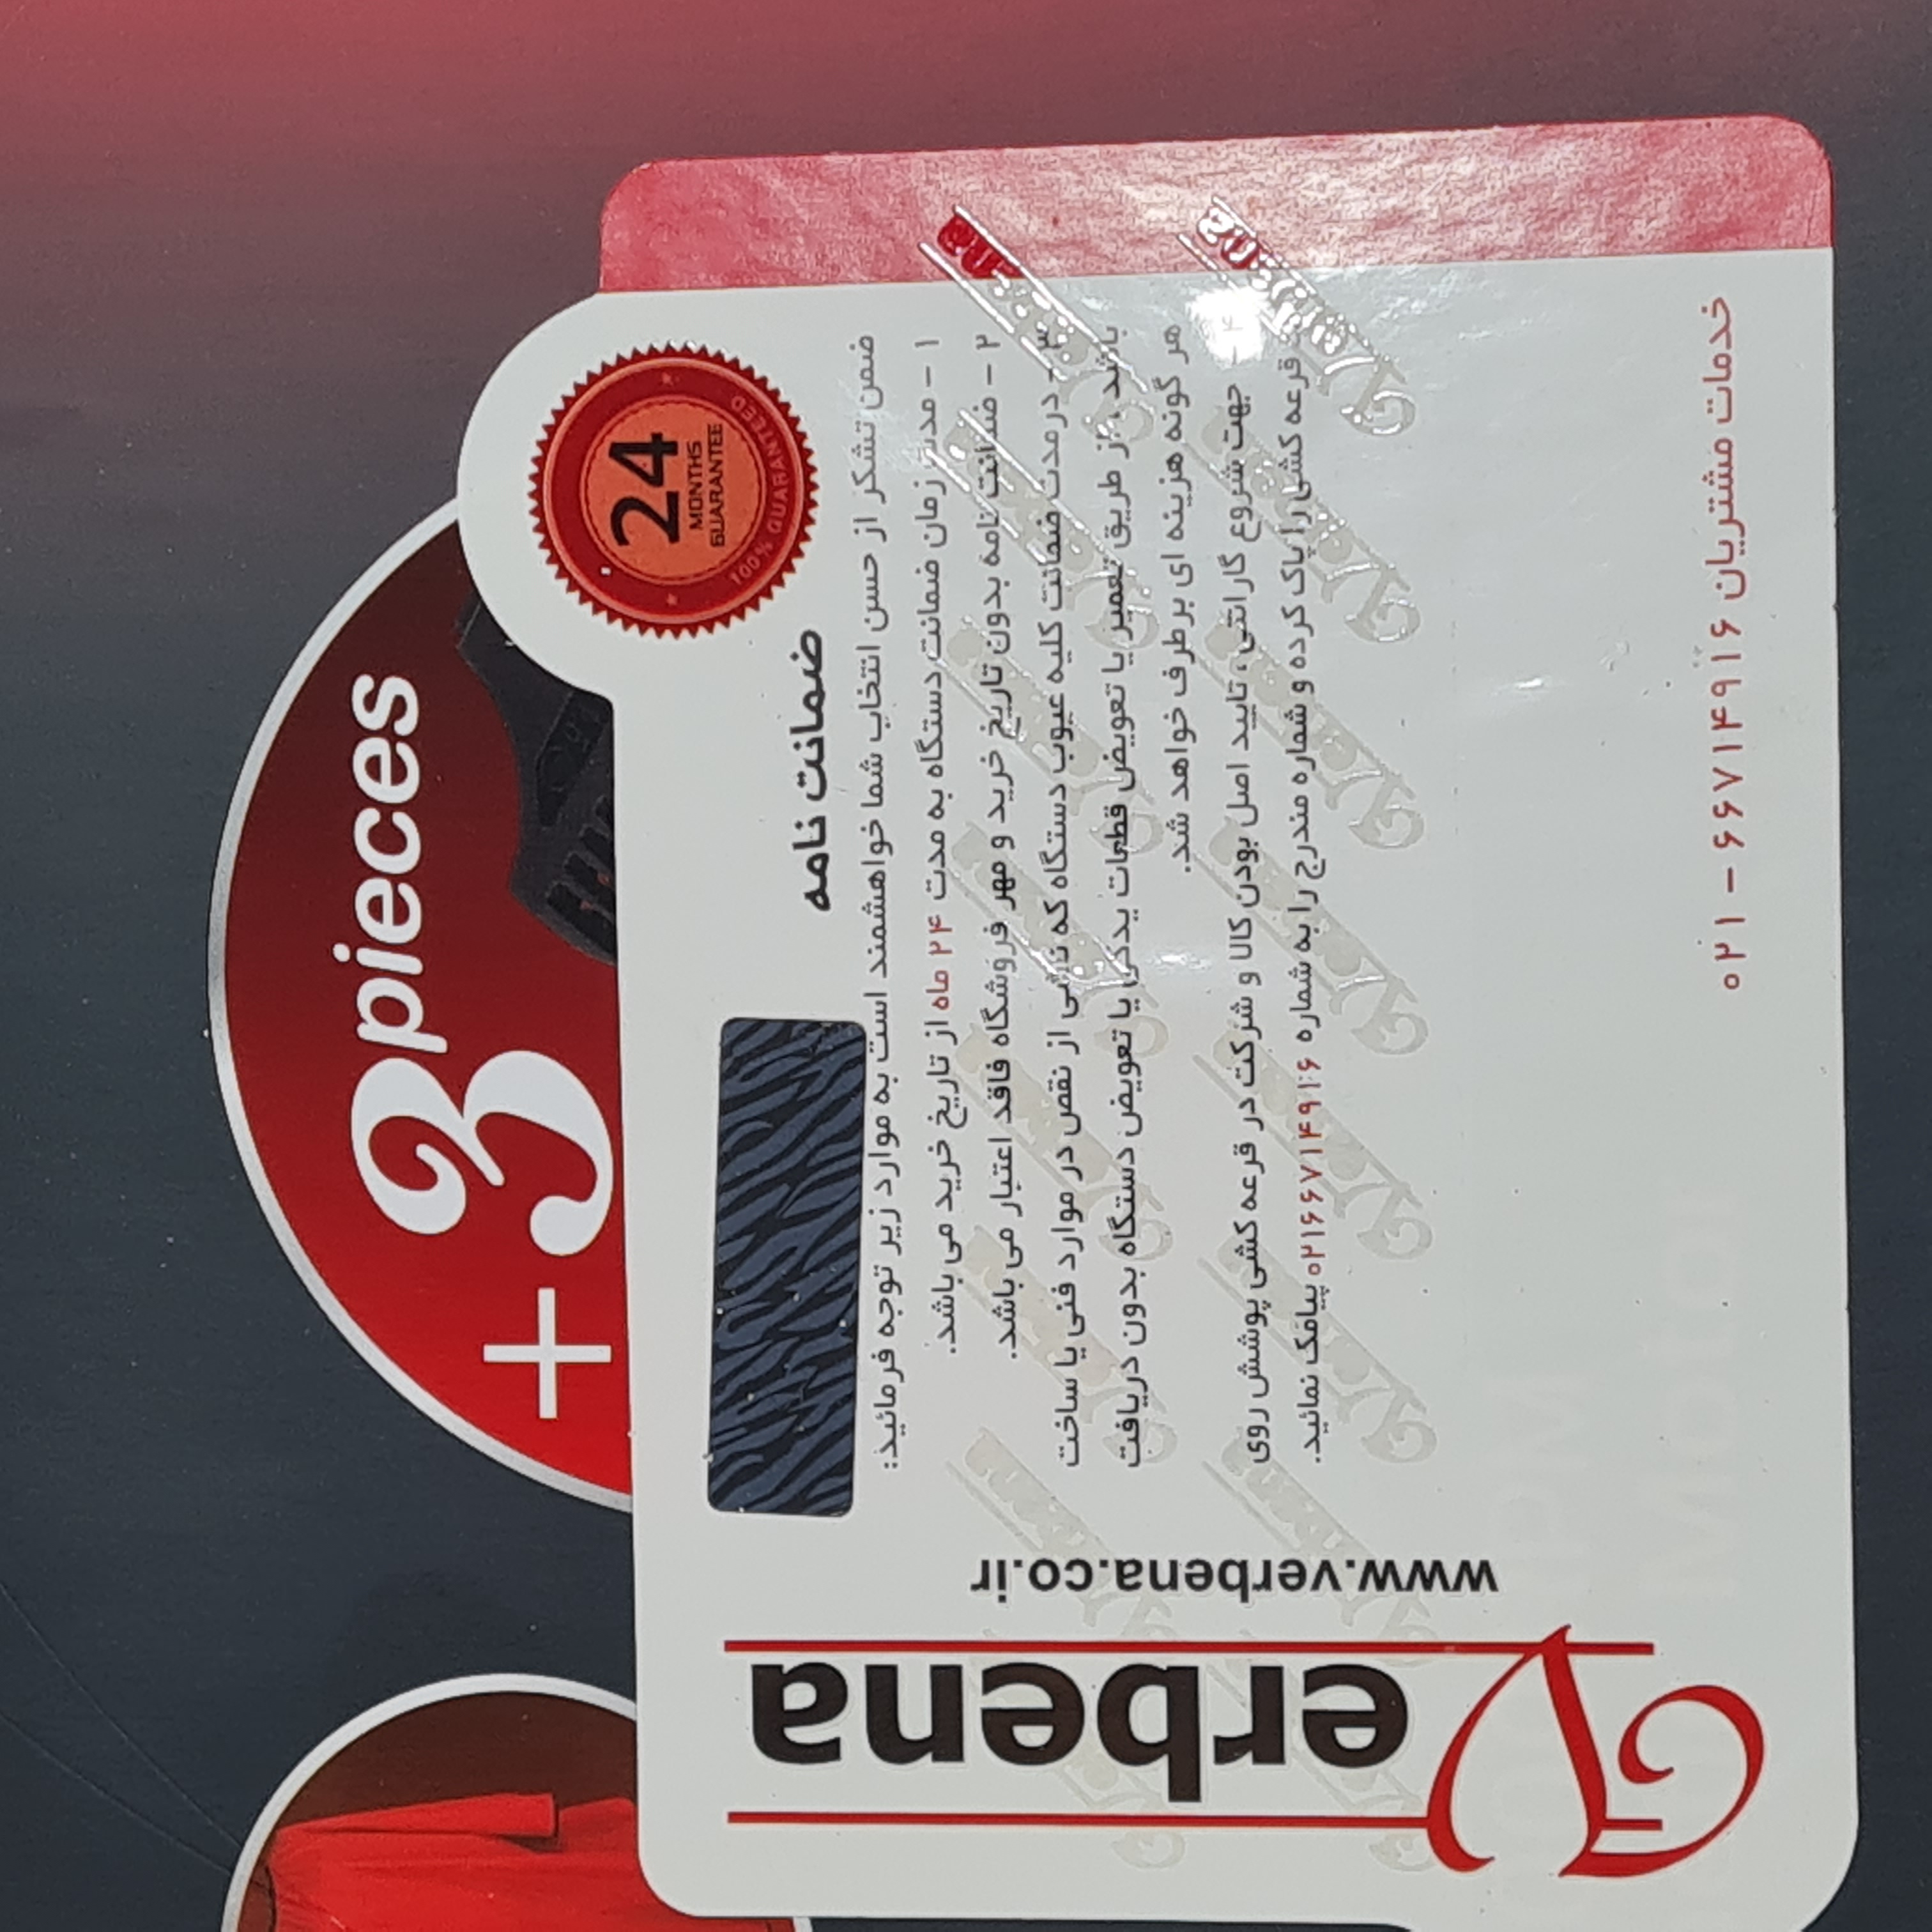 +3 pieces
24
MONTHS
GUARANTEE
100% GUARANTEED
ضمانت نامه
ضمن تشکر از حسن انتخاب شما خواهشمند است به موارد زیر توجه فرمائید:
۱ - مدت زمان ضمانت دستگاه به مدت ۲۴ ماه از تاریخ خرید می باشد.
۲ - ضمانت نامه بدون تاریخ خرید و مهر فروشگاه فاقد اعتبار می باشد.
۳ - درمدت ضمانت کلیه عیوب دستگاه که ناشی از نقص در موارد فنی یا ساخت
باشد ، از طریق تعمیر یا تعویض قطعات یدکی یا تعویض دستگاه بدون دریافت
هر گونه هزینه ای برطرف خواهد شد.
۴ - جهت شروع گارانتی، تایید اصل بودن کالا و شرکت در قرعه کشی پوشش روی
قرعه کشی را پاک کرده و شماره مندرج را به شماره ۰۲۱۶۶۷۱۴۹۱۶ پیامک نمائید.
خدمات مشتریان ۶۶۷۱۴۹۱۶ - ۰۲۱
www.verbena.co.ir
Verbena